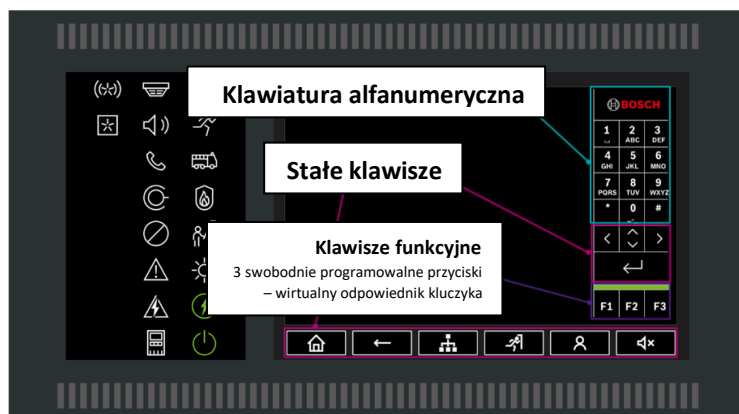 Klawiatura alfanumeryczna
BOSCH
1 2 3
ABC DEF
4 5 6
GHI JKL MNO
Stałe klawisze
7 8 9
PQRS TUV WXYZ
* 0 #
Klawisze funkcyjne
3 swobodnie programowalne przyciski
– wirtualny odpowiednik kluczyka
F1 F2 F3